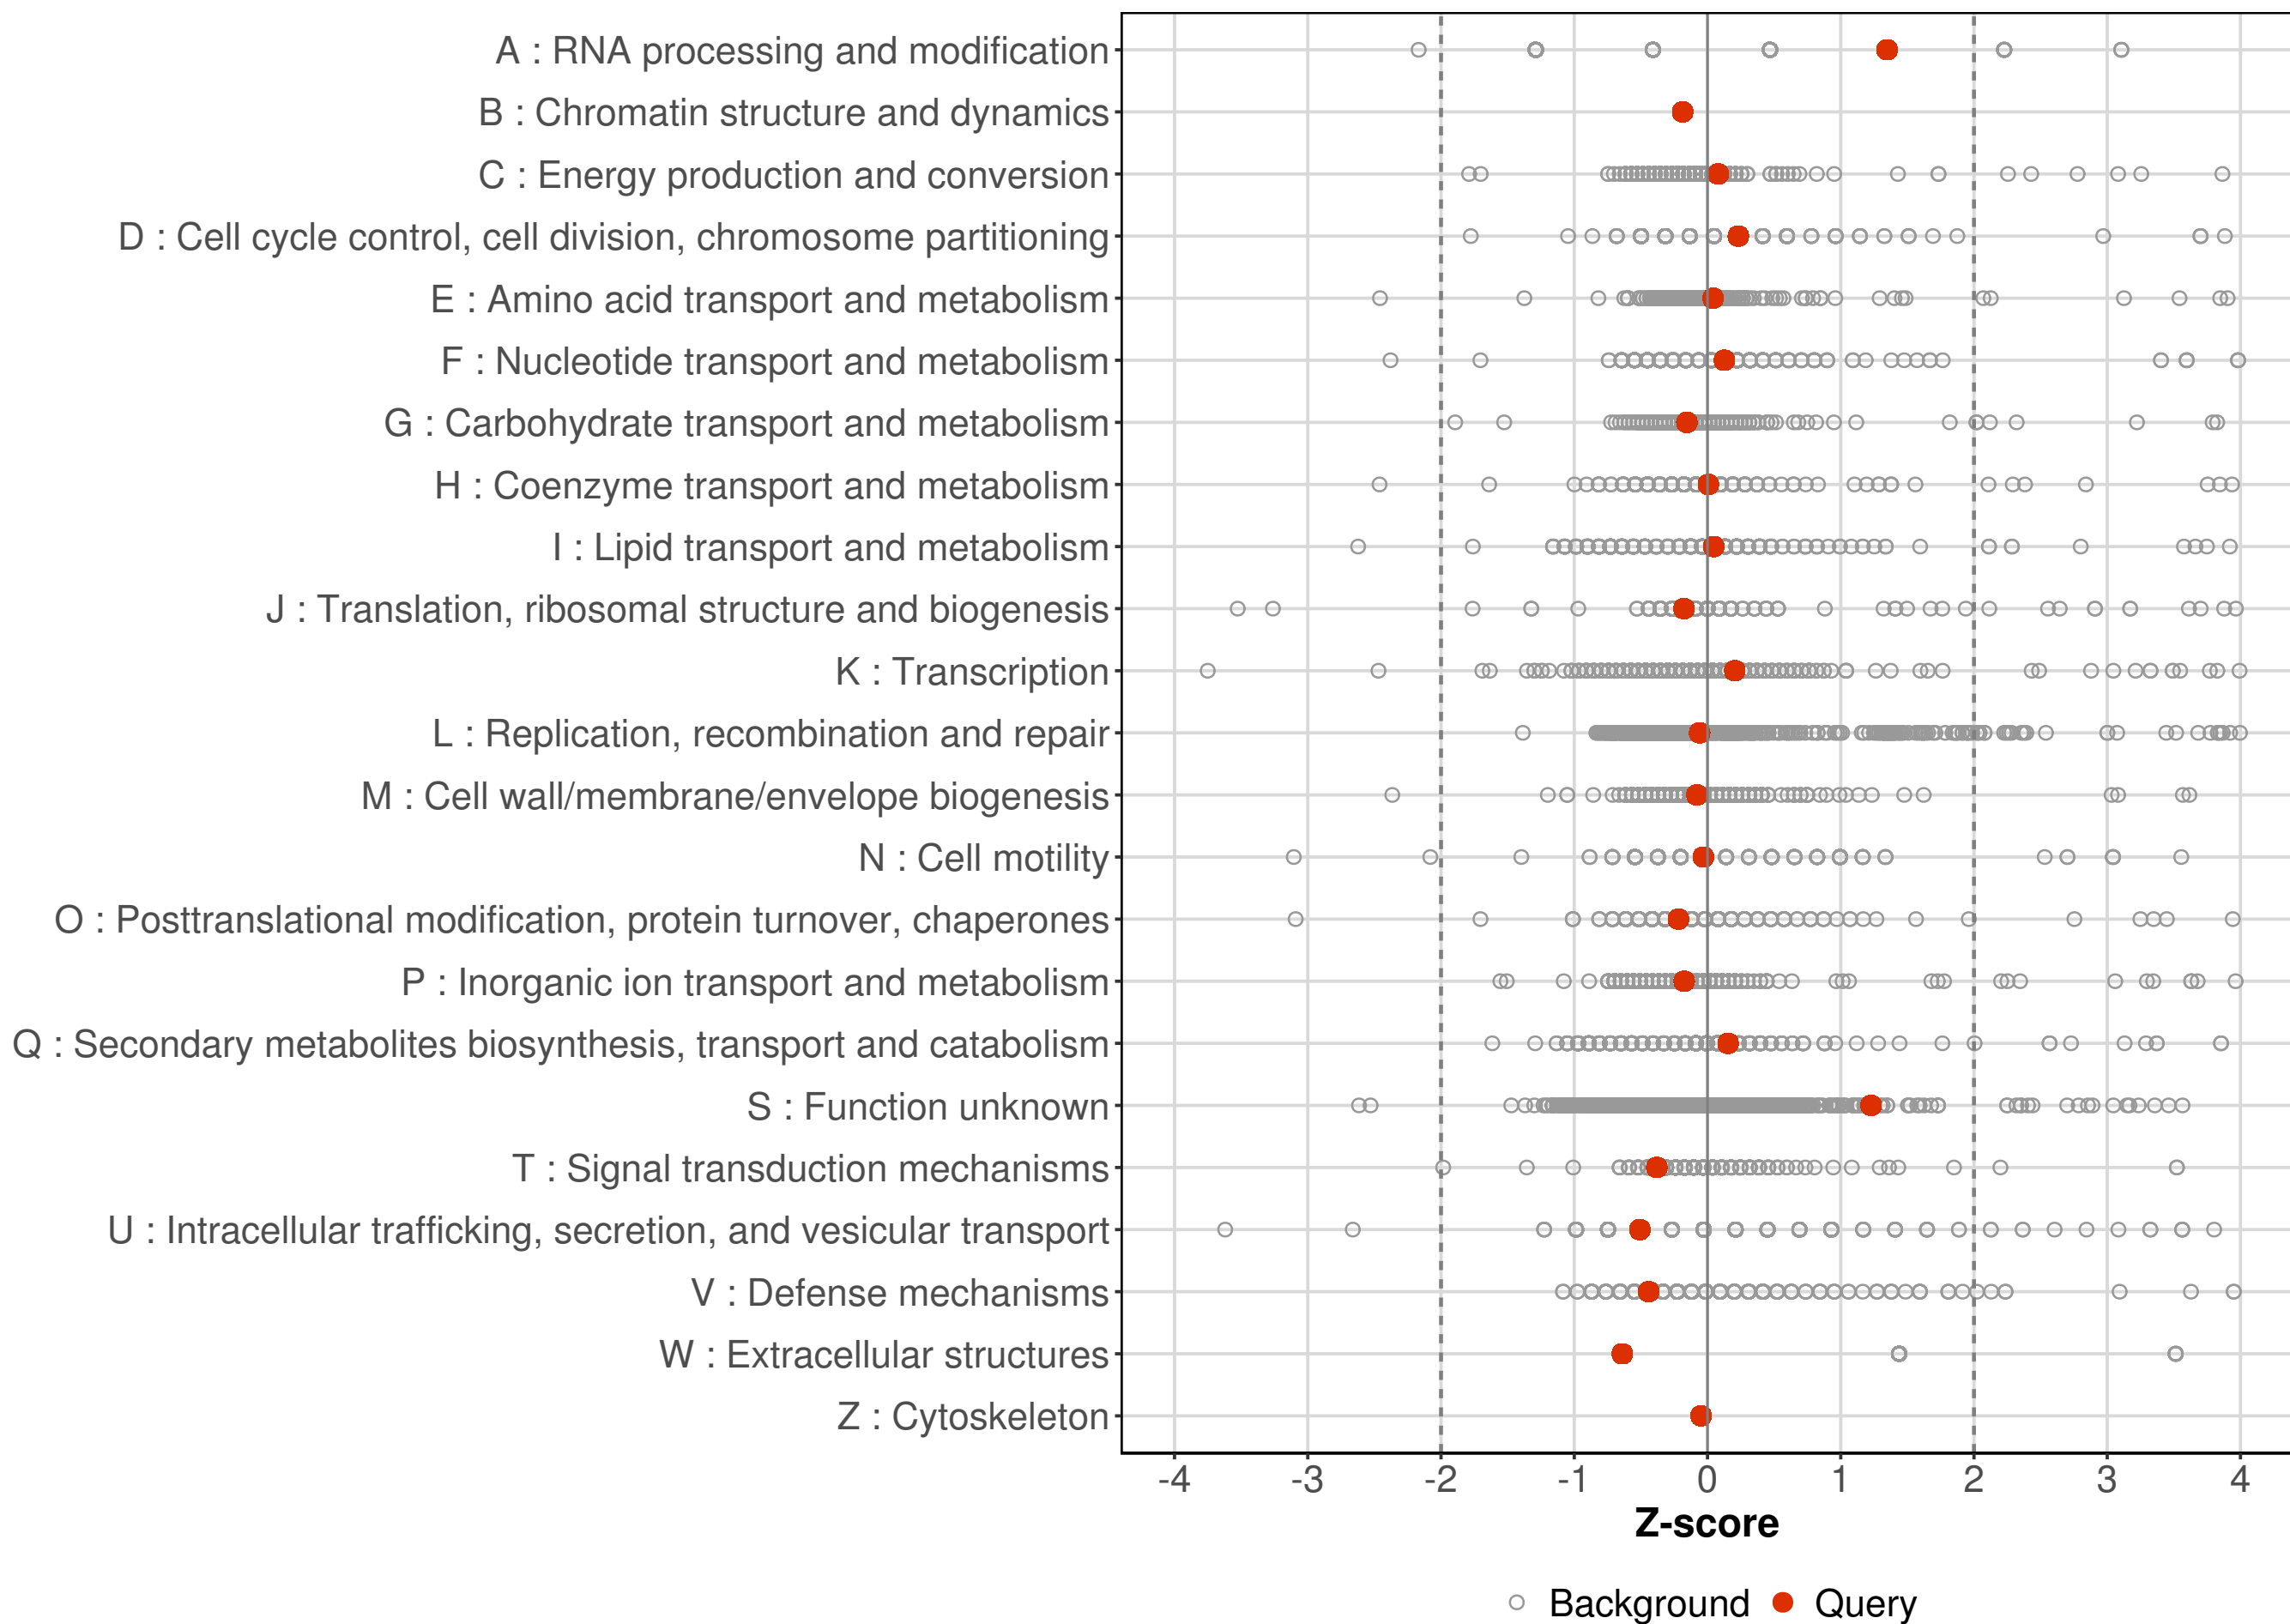 A : RNA processing and modification
B : Chromatin structure and dynamics
C : Energy production and conversion
D : Cell cycle control, cell division, chromosome partitioning
E : Amino acid transport and metabolism
F : Nucleotide transport and metabolism
G : Carbohydrate transport and metabolism
H : Coenzyme transport and metabolism
I : Lipid transport and metabolism
J : Translation, ribosomal structure and biogenesis
K : Transcription
L : Replication, recombination and repair
M : Cell wall/membrane/envelope biogenesis
N : Cell motility
O : Posttranslational modification, protein turnover, chaperones
P : Inorganic ion transport and metabolism
Q : Secondary metabolites biosynthesis, transport and catabolism
S : Function unknown
T : Signal transduction mechanisms
U : Intracellular trafficking, secretion, and vesicular transport
V : Defense mechanisms
W : Extracellular structures
Z : Cytoskeleton
-4 -3 -2 -1 0 1 2 3 4
Z-score
Background Query